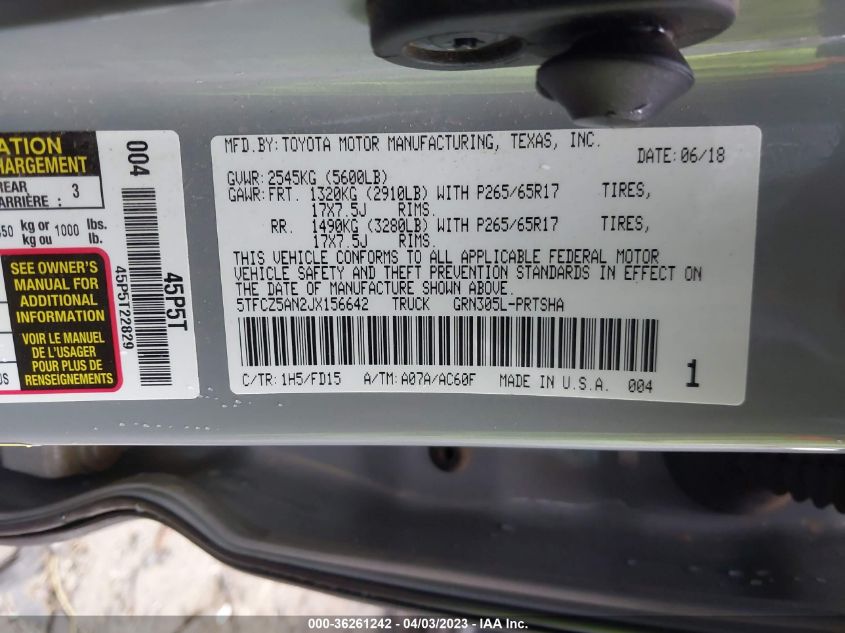 ATION
CHARGEMENT
REAR
ARRIÈRE : 3
kg or 1000 lbs.
kg ou lb.
SEE OWNER'S
MANUAL FOR
ADDITIONAL
INFORMATION
VOIR LE MANUEL
DE L'USAGER
POUR PLUS DE
RENSEIGNEMENTS
US
004
45P5T22829
45P5T
MFD.BY:TOYOTA MOTOR MANUFACTURING, TEXAS, INC.
DATE:06/18
GVWR:2545KG (5600LB)
GAWR:FRT. 1320KG (2910LB) WITH P265/65R17 TIRES,
17X7.5J RIMS.
RR. 1490KG (3280LB) WITH P265/65R17 TIRES,
17X7.5J RIMS.
THIS VEHICLE CONFORMS TO ALL APPLICABLE FEDERAL MOTOR
VEHICLE SAFETY AND THEFT PREVENTION STANDARDS IN EFFECT ON
THE DATE OF MANUFACTURE SHOWN ABOVE.
5TFCZ5AN2JX156642 TRUCK GRN305L-PRTSHA
C/TR:1H5/FD15 A/TM:A07A/AC60F MADE IN U.S.A. 004 1
000-36261242 - 04/03/2023 - IAA Inc.